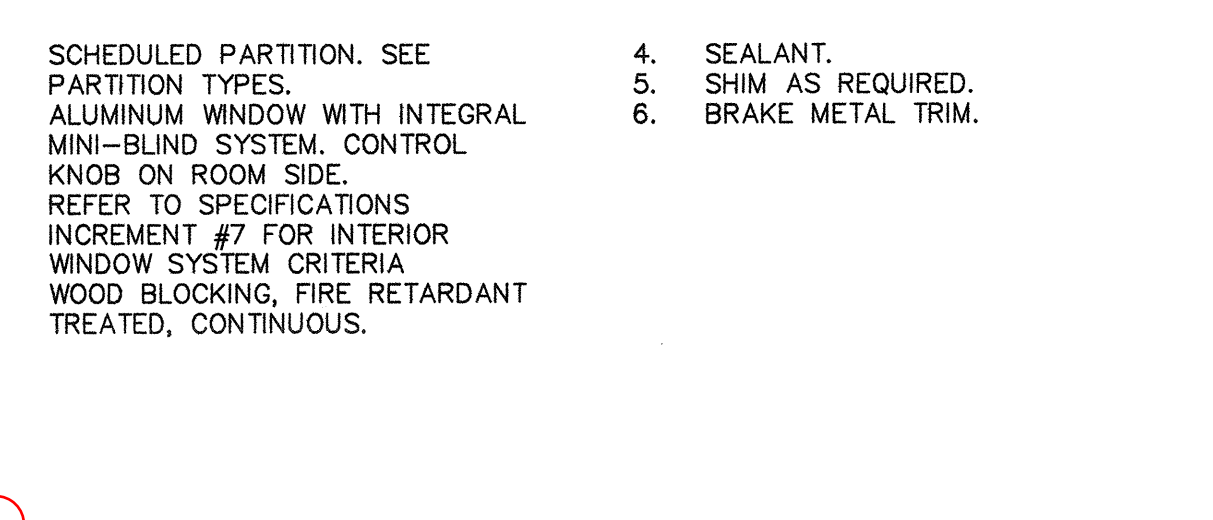 SCHEDULED PARTITION. SEE
PARTITION TYPES.
ALUMINUM WINDOW WITH INTEGRAL
MINI-BLIND SYSTEM. CONTROL
KNOB ON ROOM SIDE.
REFER TO SPECIFICATIONS
INCREMENT #7 FOR INTERIOR
WINDOW SYSTEM CRITERIA
WOOD BLOCKING, FIRE RETARDANT
TREATED, CONTINUOUS.
4. SEALANT.
5. SHIM AS REQUIRED.
6. BRAKE METAL TRIM.